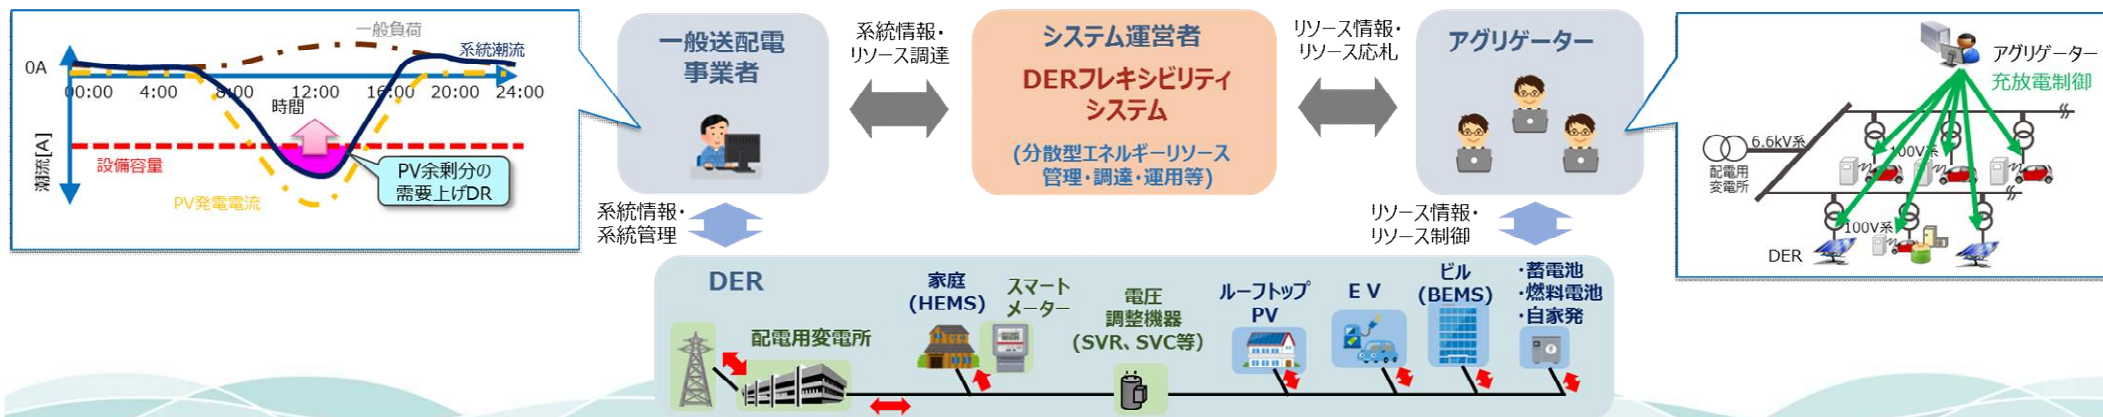 一般負荷
系統潮流
0A
00:00
4:00
8:00
12:00
16:00
20:00
24:00
時間
潮流[A]
設備容量
PV余剰分の
需要上げDR
PV発電電流
一般送配電
事業者
系統情報・
リソース調達
システム運営者
DERフレキシビリティ
システム
(分散型エネルギーリソース
管理・調達・運用等)
リソース情報・
リソース応札
アグリゲーター
アグリゲーター
充放電制御
6.6kV系
100V系
配電用
変電所
100V系
DER
系統情報・
系統管理
リソース情報・
リソース制御
DER
配電用変電所
家庭
(HEMS)
スマート
メーター
電圧
調整機器
(SVR、SVC等)
ルーフトップ
PV
EV
ビル
(BEMS)
・蓄電池
・燃料電池
・自家発